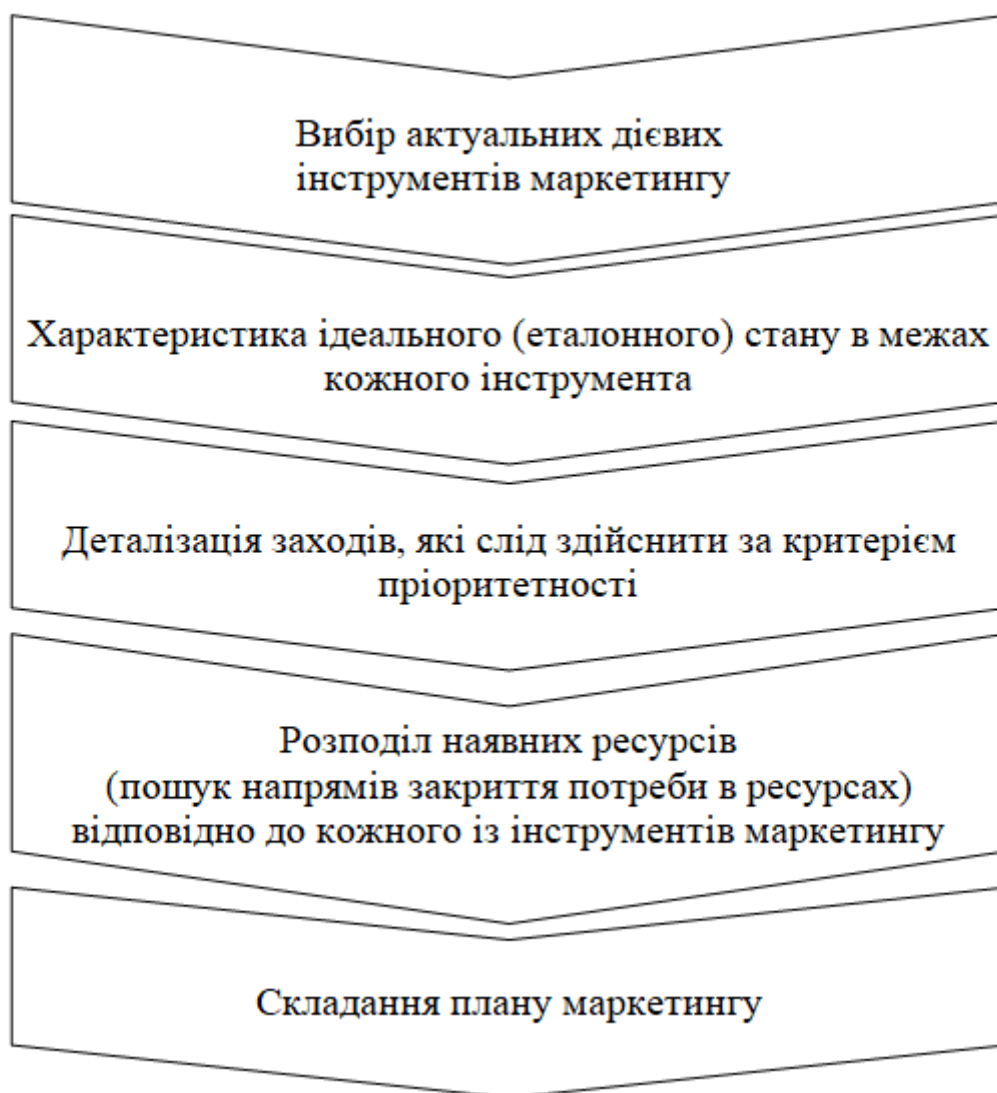 Вибір актуальних дієвих
інструментів маркетингу
Характеристика ідеального (еталонного) стану в межах
кожного інструмента
Деталізація заходів, які слід здійснити за критерієм
пріоритетності
Розподіл наявних ресурсів
(пошук напрямів закриття потреби в ресурсах)
відповідно до кожного із інструментів маркетингу
Складання плану маркетингу